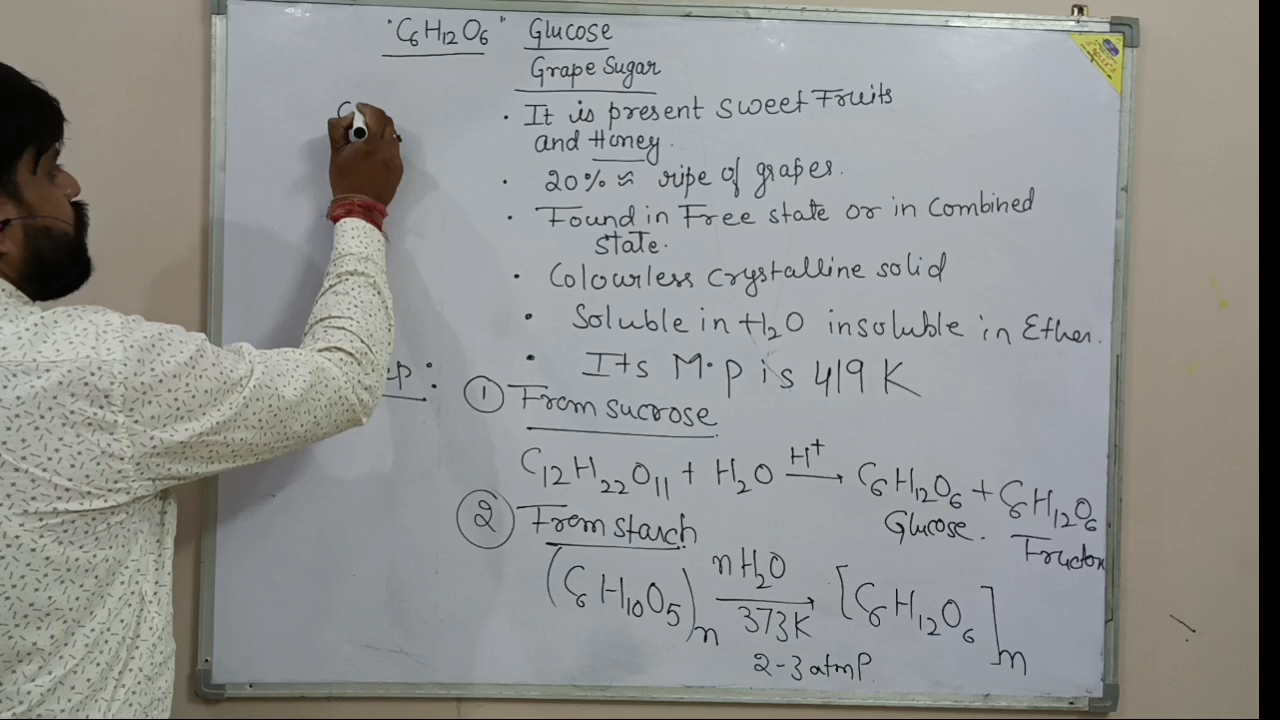 "C6H12O6" Glucose
Grape Sugar
• It is present sweet Fruits
and Honey.
• 20% ≈ ripe of grapes.
• Found in Free state or in Combined
state.
• Colourless crystalline solid
• Soluble in H2O insoluble in Ether.
• Its M.p is 419 K
① From sucrose
C12H22O11 + H2O H+ → C6H12O6 + C6H12O6
Glucose.
② From starch
(C6H10O5)n nH2O → 373K [C6H12O6]n
2-3 atm P.